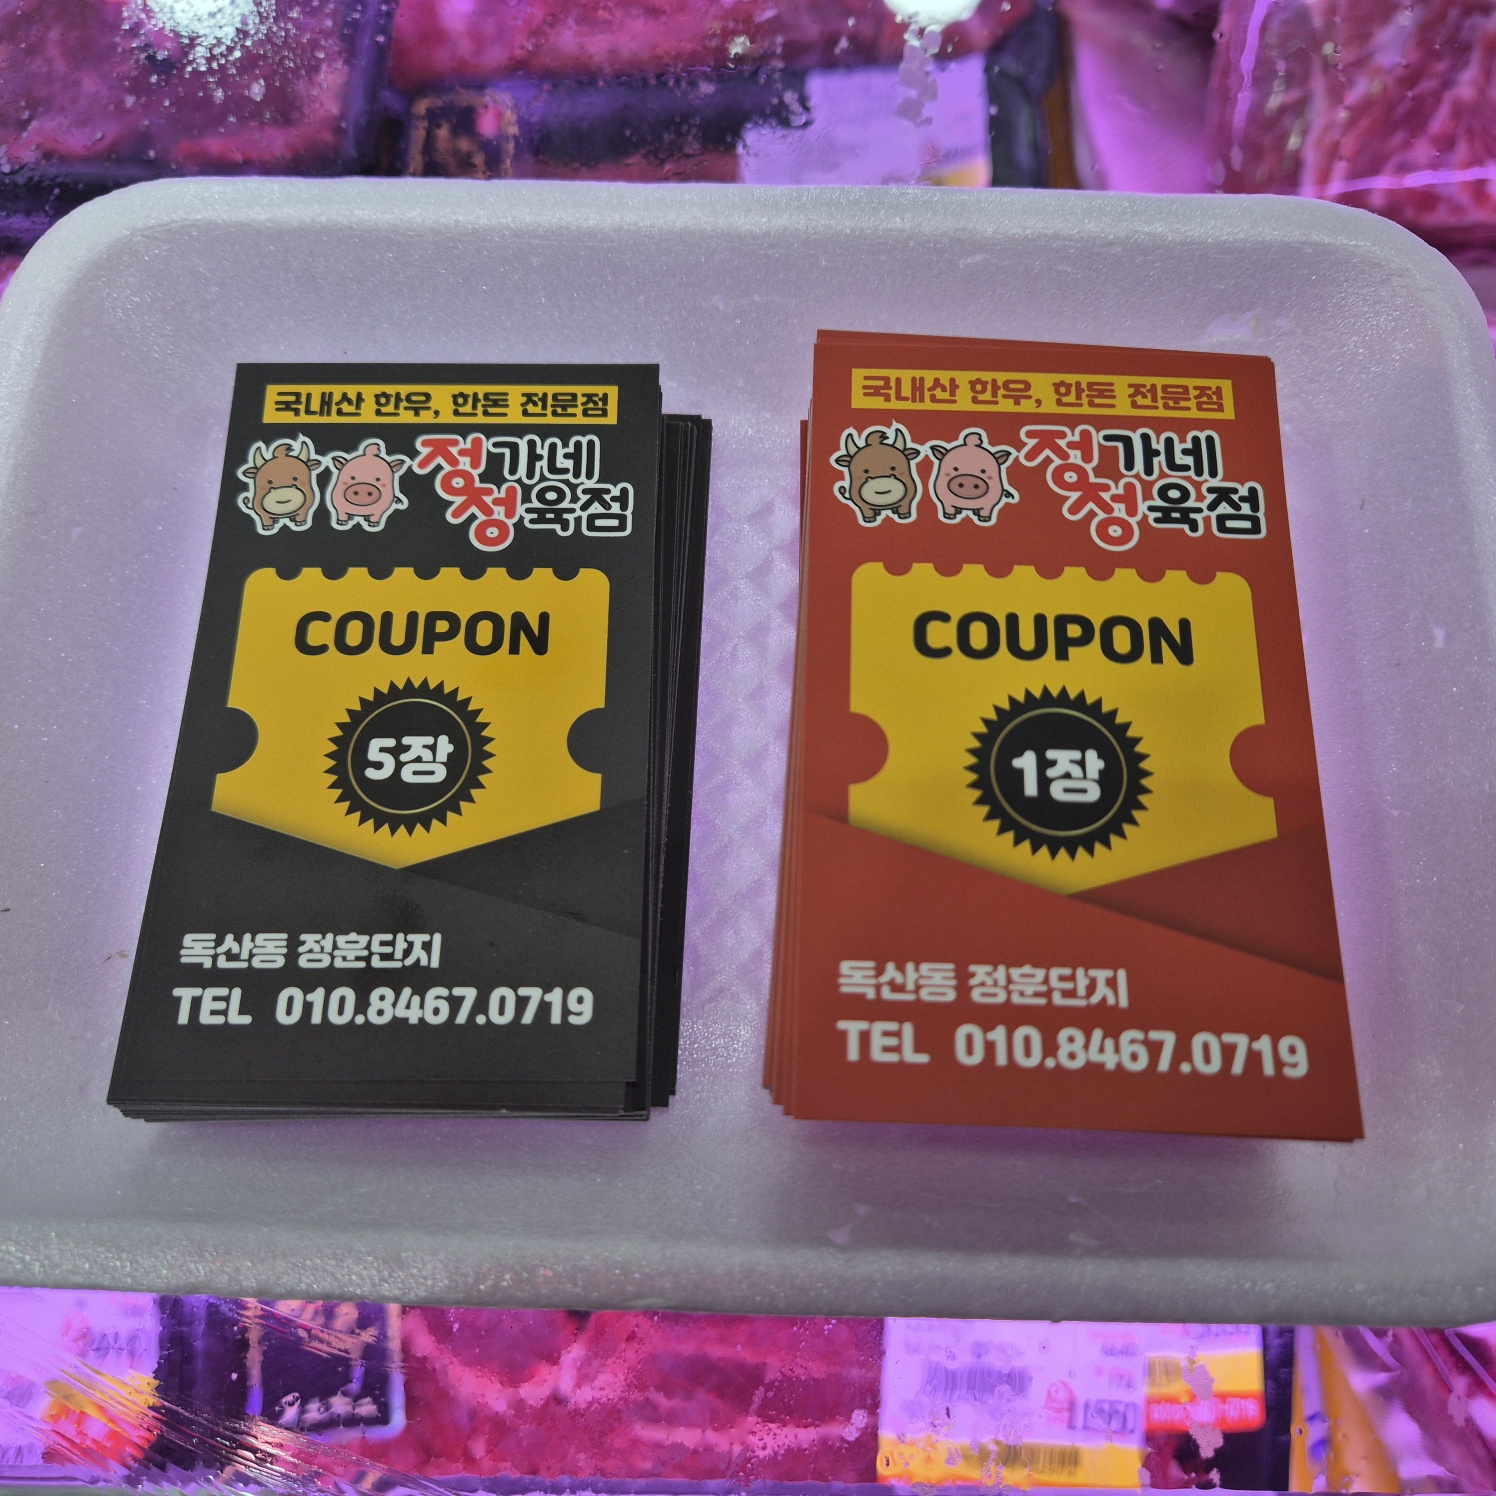 국내산 한우, 한돈 전문점
정가네
정육점
COUPON
5장
독산동 정훈단지
TEL 010.8467.0719
국내산 한우, 한돈 전문점
정가네
정육점
COUPON
1장
독산동 정훈단지
TEL 010.8467.0719